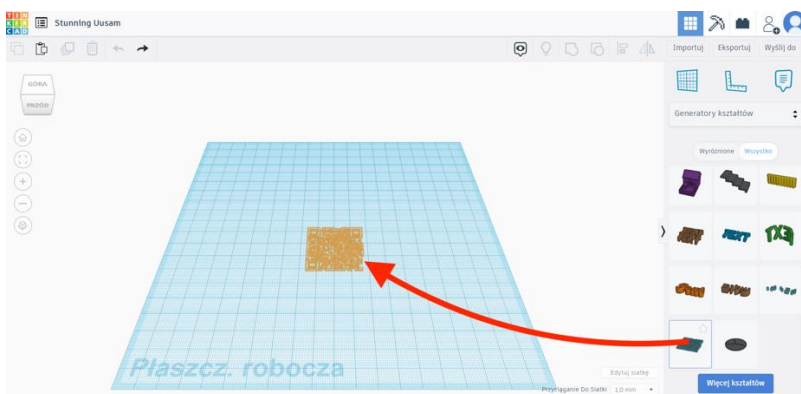 TIN
KER
CAD
Stunning Uusam
Importuj Eksportuj Wyślij do
GÓRA
PRZÓD
Generatory kształtów
Wyróżnione Wszystko
TEXT
Płaszcz. robocza
Edytuj siatkę
Przyciąganie Do Siatki 1,0 mm
Więcej kształtów